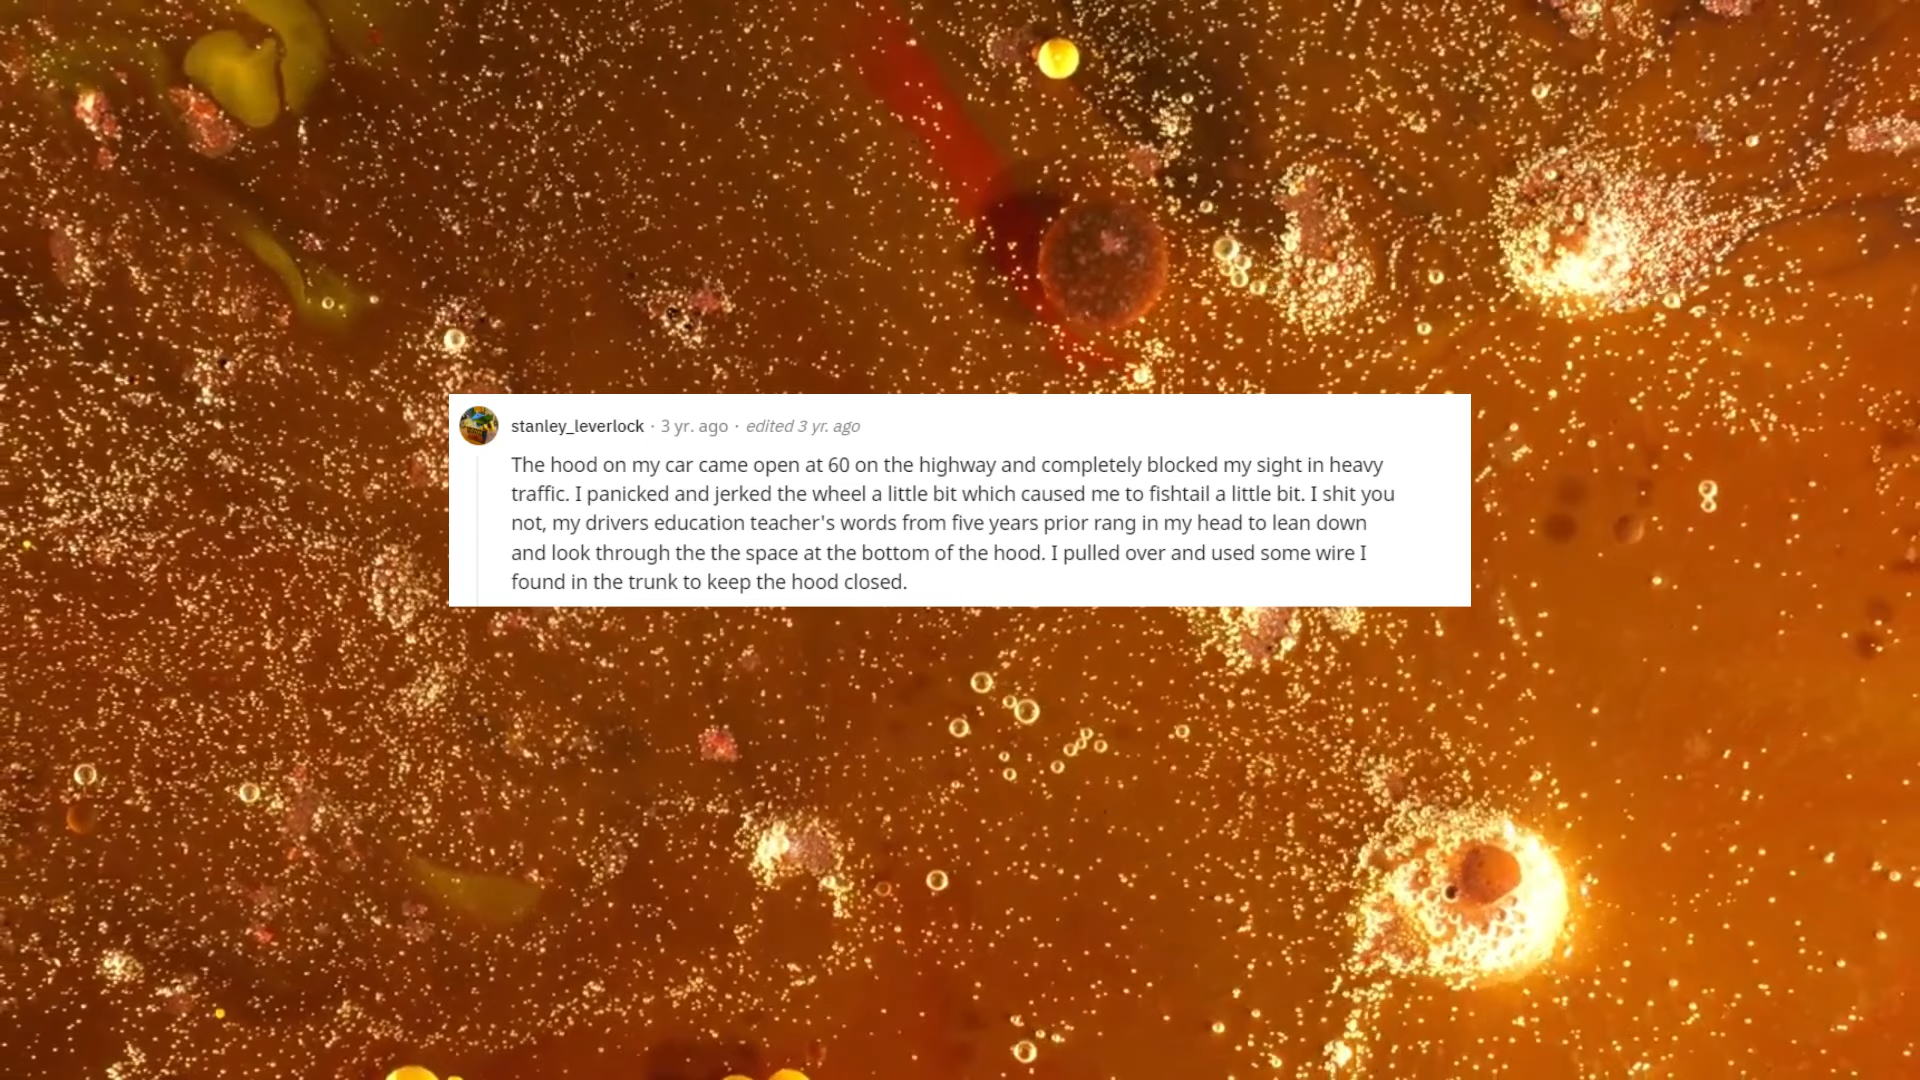 stanley_leverlock · 3 yr. ago · edited 3 yr. ago
The hood on my car came open at 60 on the highway and completely blocked my sight in heavy
traffic. I panicked and jerked the wheel a little bit which caused me to fishtail a little bit. I shit you
not, my drivers education teacher's words from five years prior rang in my head to lean down
and look through the the space at the bottom of the hood. I pulled over and used some wire I
found in the trunk to keep the hood closed.